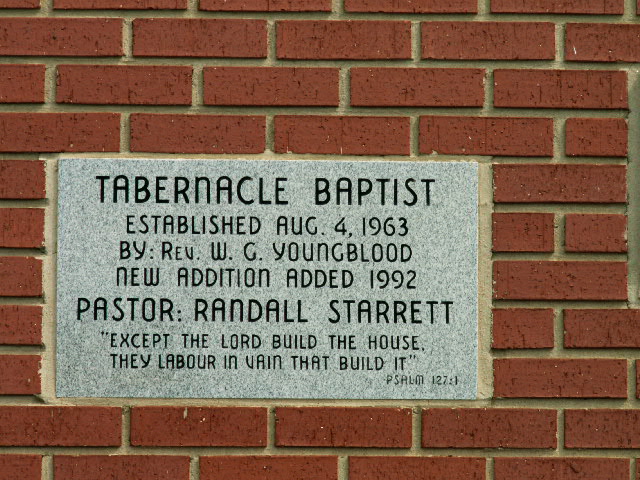 TABERNACLE BAPTIST
ESTABLISHED AUG. 4, 1963
BY: REV. W. G. YOUNGBLOOD
NEW ADDITION ADDED 1992
PASTOR: RANDALL STARRETT
"EXCEPT THE LORD BUILD THE HOUSE,
THEY LABOUR IN VAIN THAT BUILD IT"
PSALM 127:1